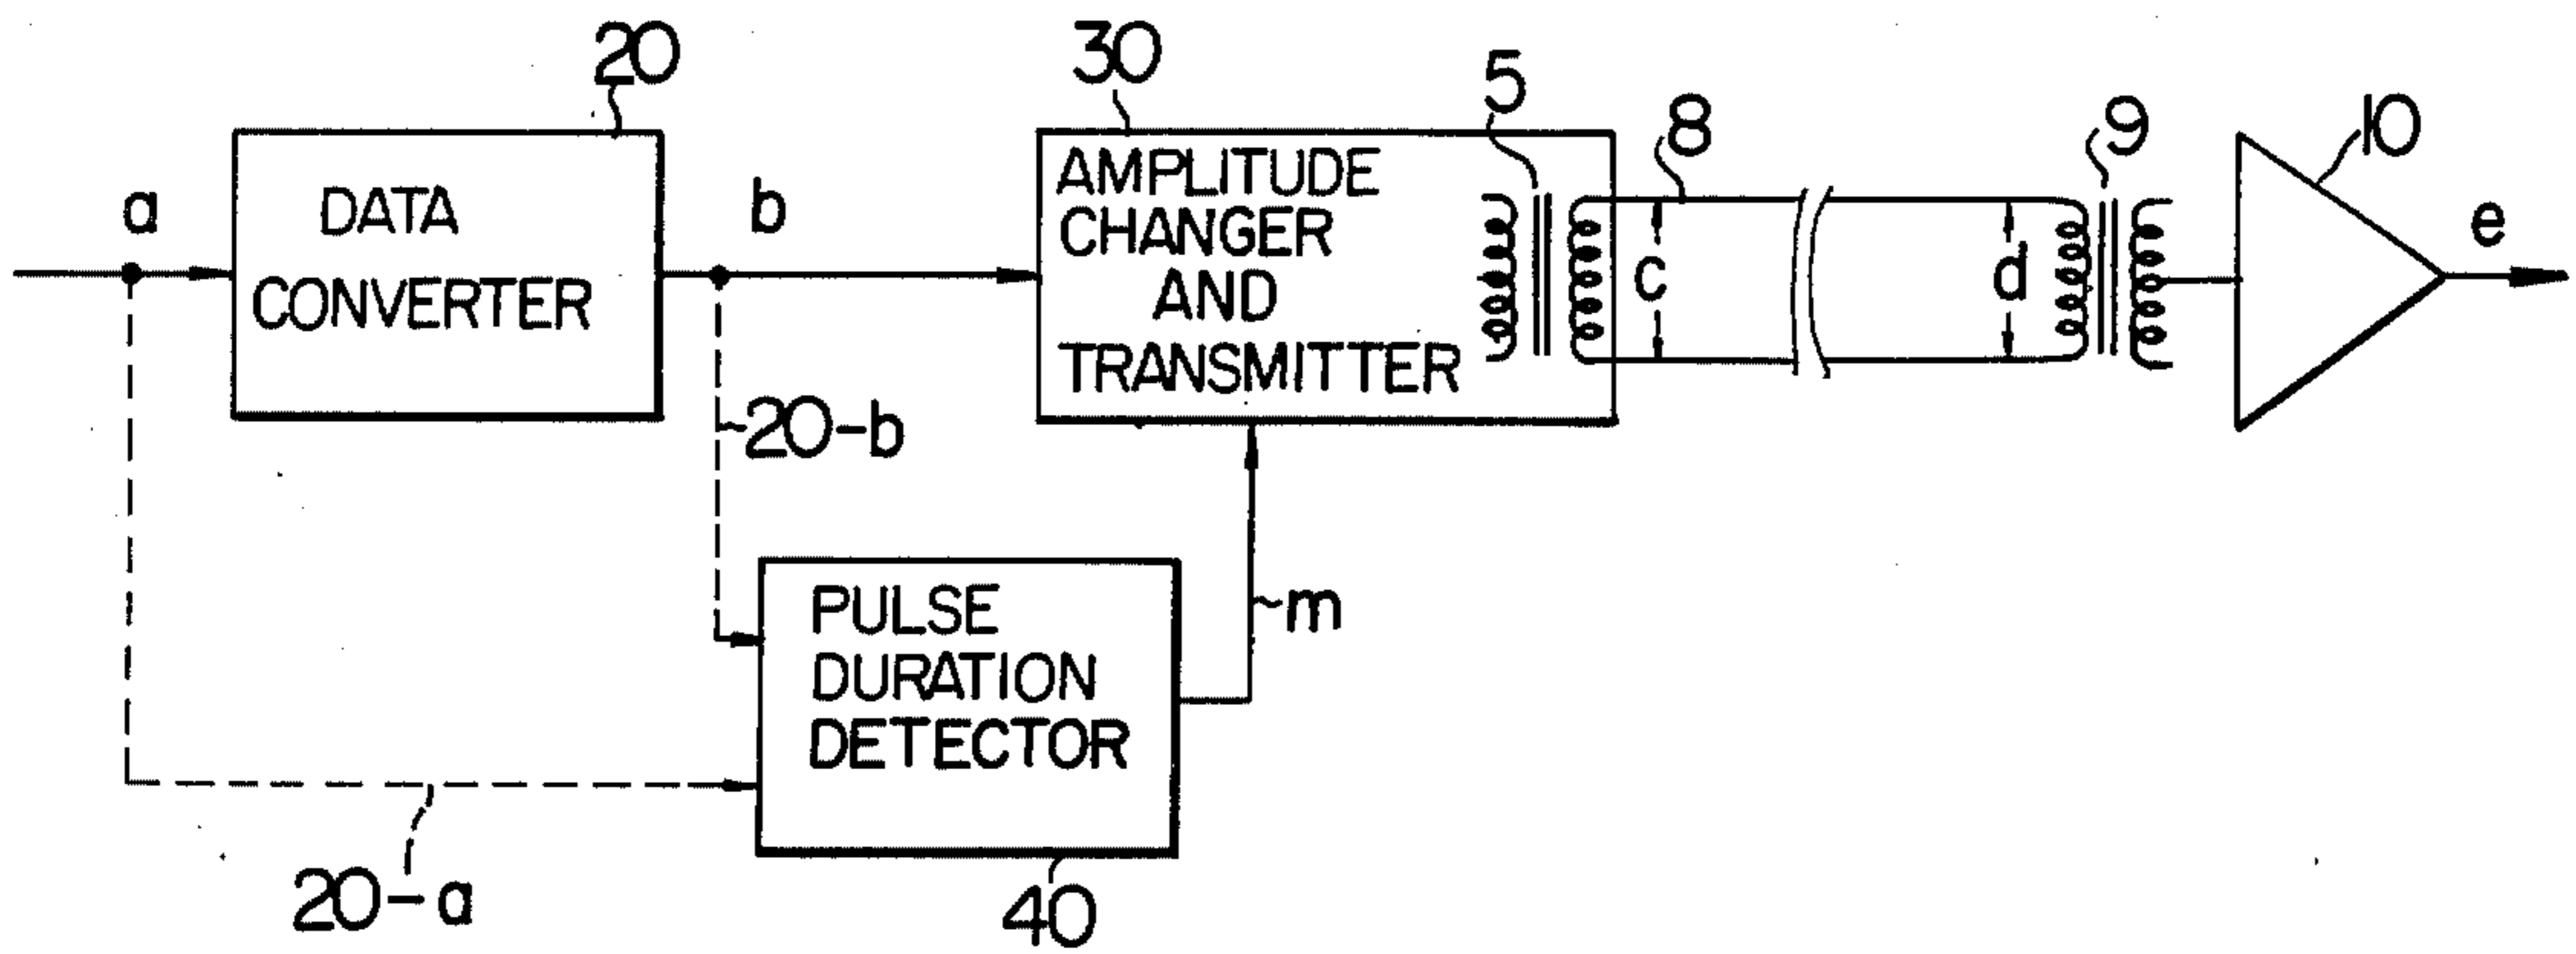 20
30
5
8
9
10
a
DATA
CONVERTER
b
AMPLITUDE
CHANGER
AND
TRANSMITTER
c
d
e
20-b
PULSE
DURATION
DETECTOR
m
20-a
40